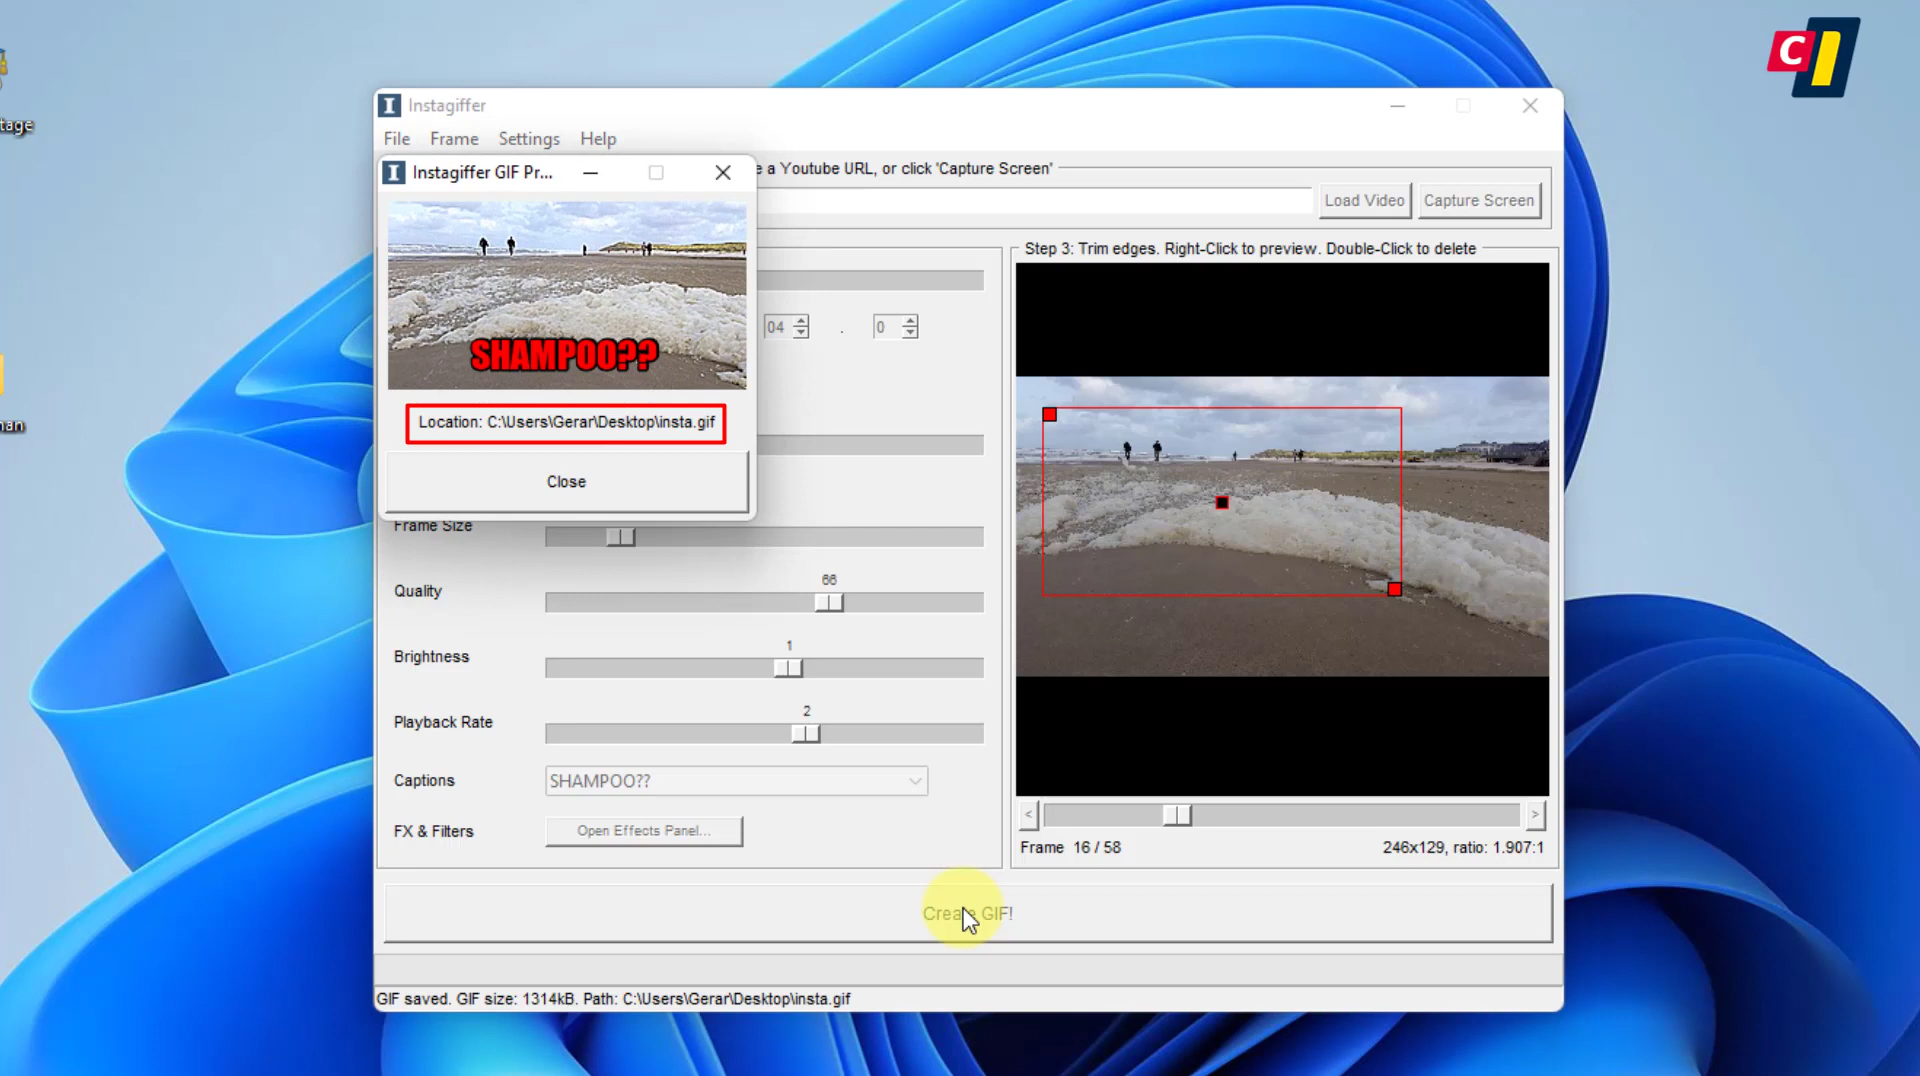 C
Instagiffer
File Frame Settings Help
Instagiffer GIF Pr...
e a Youtube URL, or click 'Capture Screen'
Load Video
Capture Screen
SHAMPOO??
Location: C:\Users\Gerar\Desktop\insta.gif
Close
04 . 0
Frame Size
Quality
66
Brightness
1
Playback Rate
2
Captions
SHAMPOO??
FX & Filters
Open Effects Panel...
Step 3: Trim edges. Right-Click to preview. Double-Click to delete
< >
Frame 16 / 58
246x129, ratio: 1.907:1
Create GIF!
GIF saved. GIF size: 1314kB. Path: C:\Users\Gerar\Desktop\insta.gif